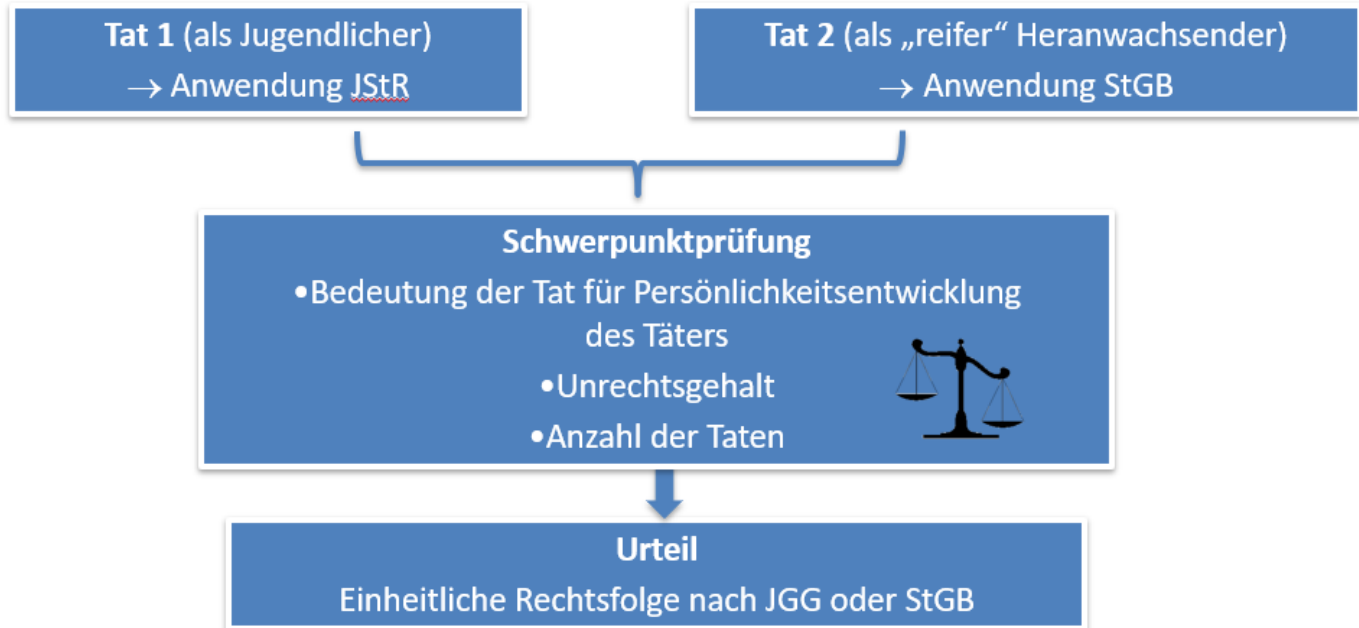 Tat 1 (als Jugendlicher)
→ Anwendung JStR
Tat 2 (als „reifer“ Heranwachsender)
→ Anwendung StGB
Schwerpunktprüfung
•Bedeutung der Tat für Persönlichkeitsentwicklung
des Täters
•Unrechtsgehalt
•Anzahl der Taten
Urteil
Einheitliche Rechtsfolge nach JGG oder StGB